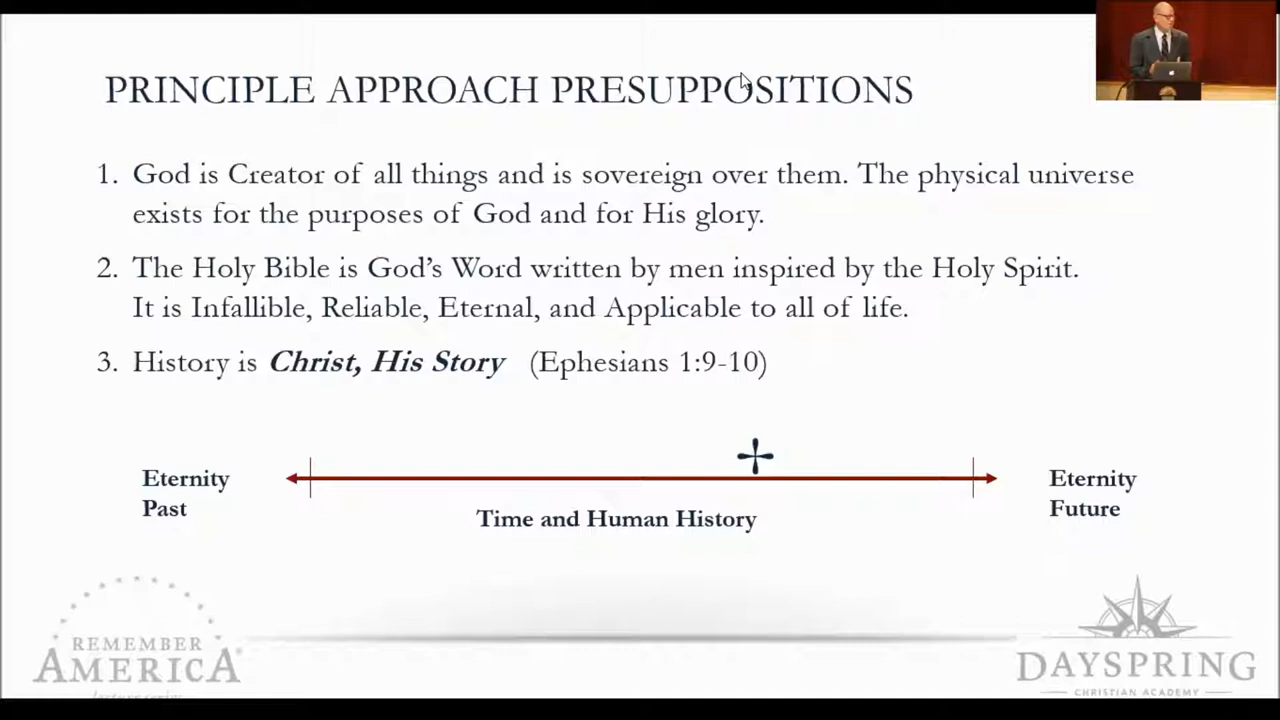 PRINCIPLE APPROACH PRESUPPOSITIONS
1. God is Creator of all things and is sovereign over them. The physical universe
exists for the purposes of God and for His glory.
2. The Holy Bible is God's Word written by men inspired by the Holy Spirit.
It is Infallible, Reliable, Eternal, and Applicable to all of life.
3. History is Christ, His Story (Ephesians 1:9-10)
Eternity
Past
Time and Human History
Eternity
Future
REMEMBER
AMERICA®
lecture series
DAYSPRING
CHRISTIAN ACADEMY